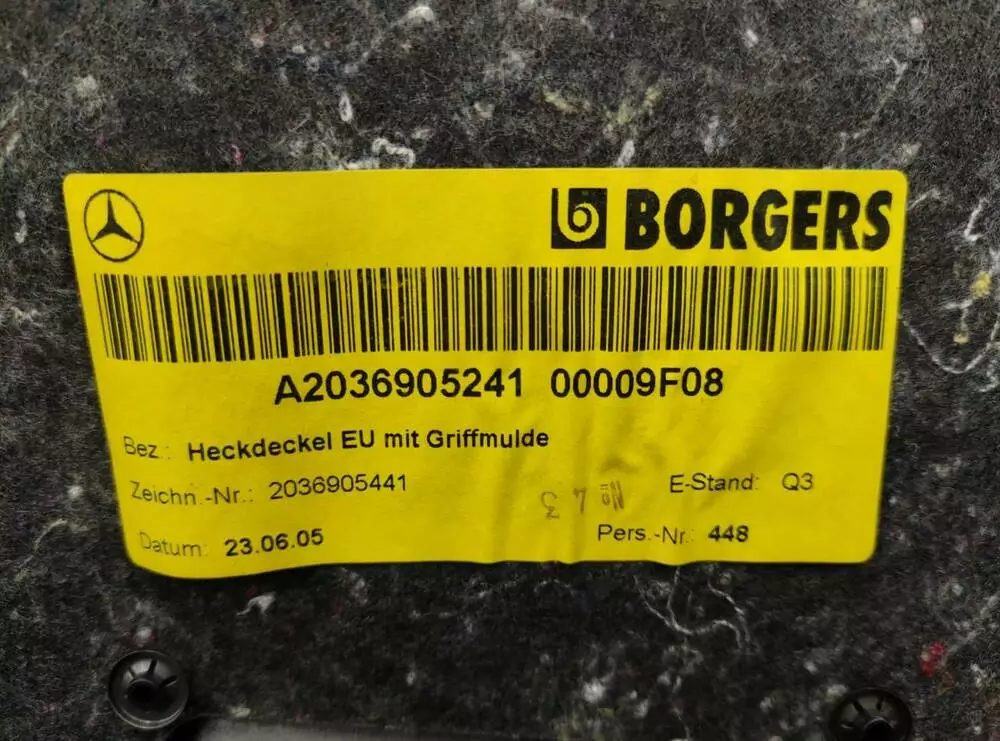 BORGERS
A2036905241 00009F08
Bez.: Heckdeckel EU mit Griffmulde
Zeichn.-Nr.: 2036905441
E-Stand: Q3
Datum: 23.06.05
Pers.-Nr.: 448